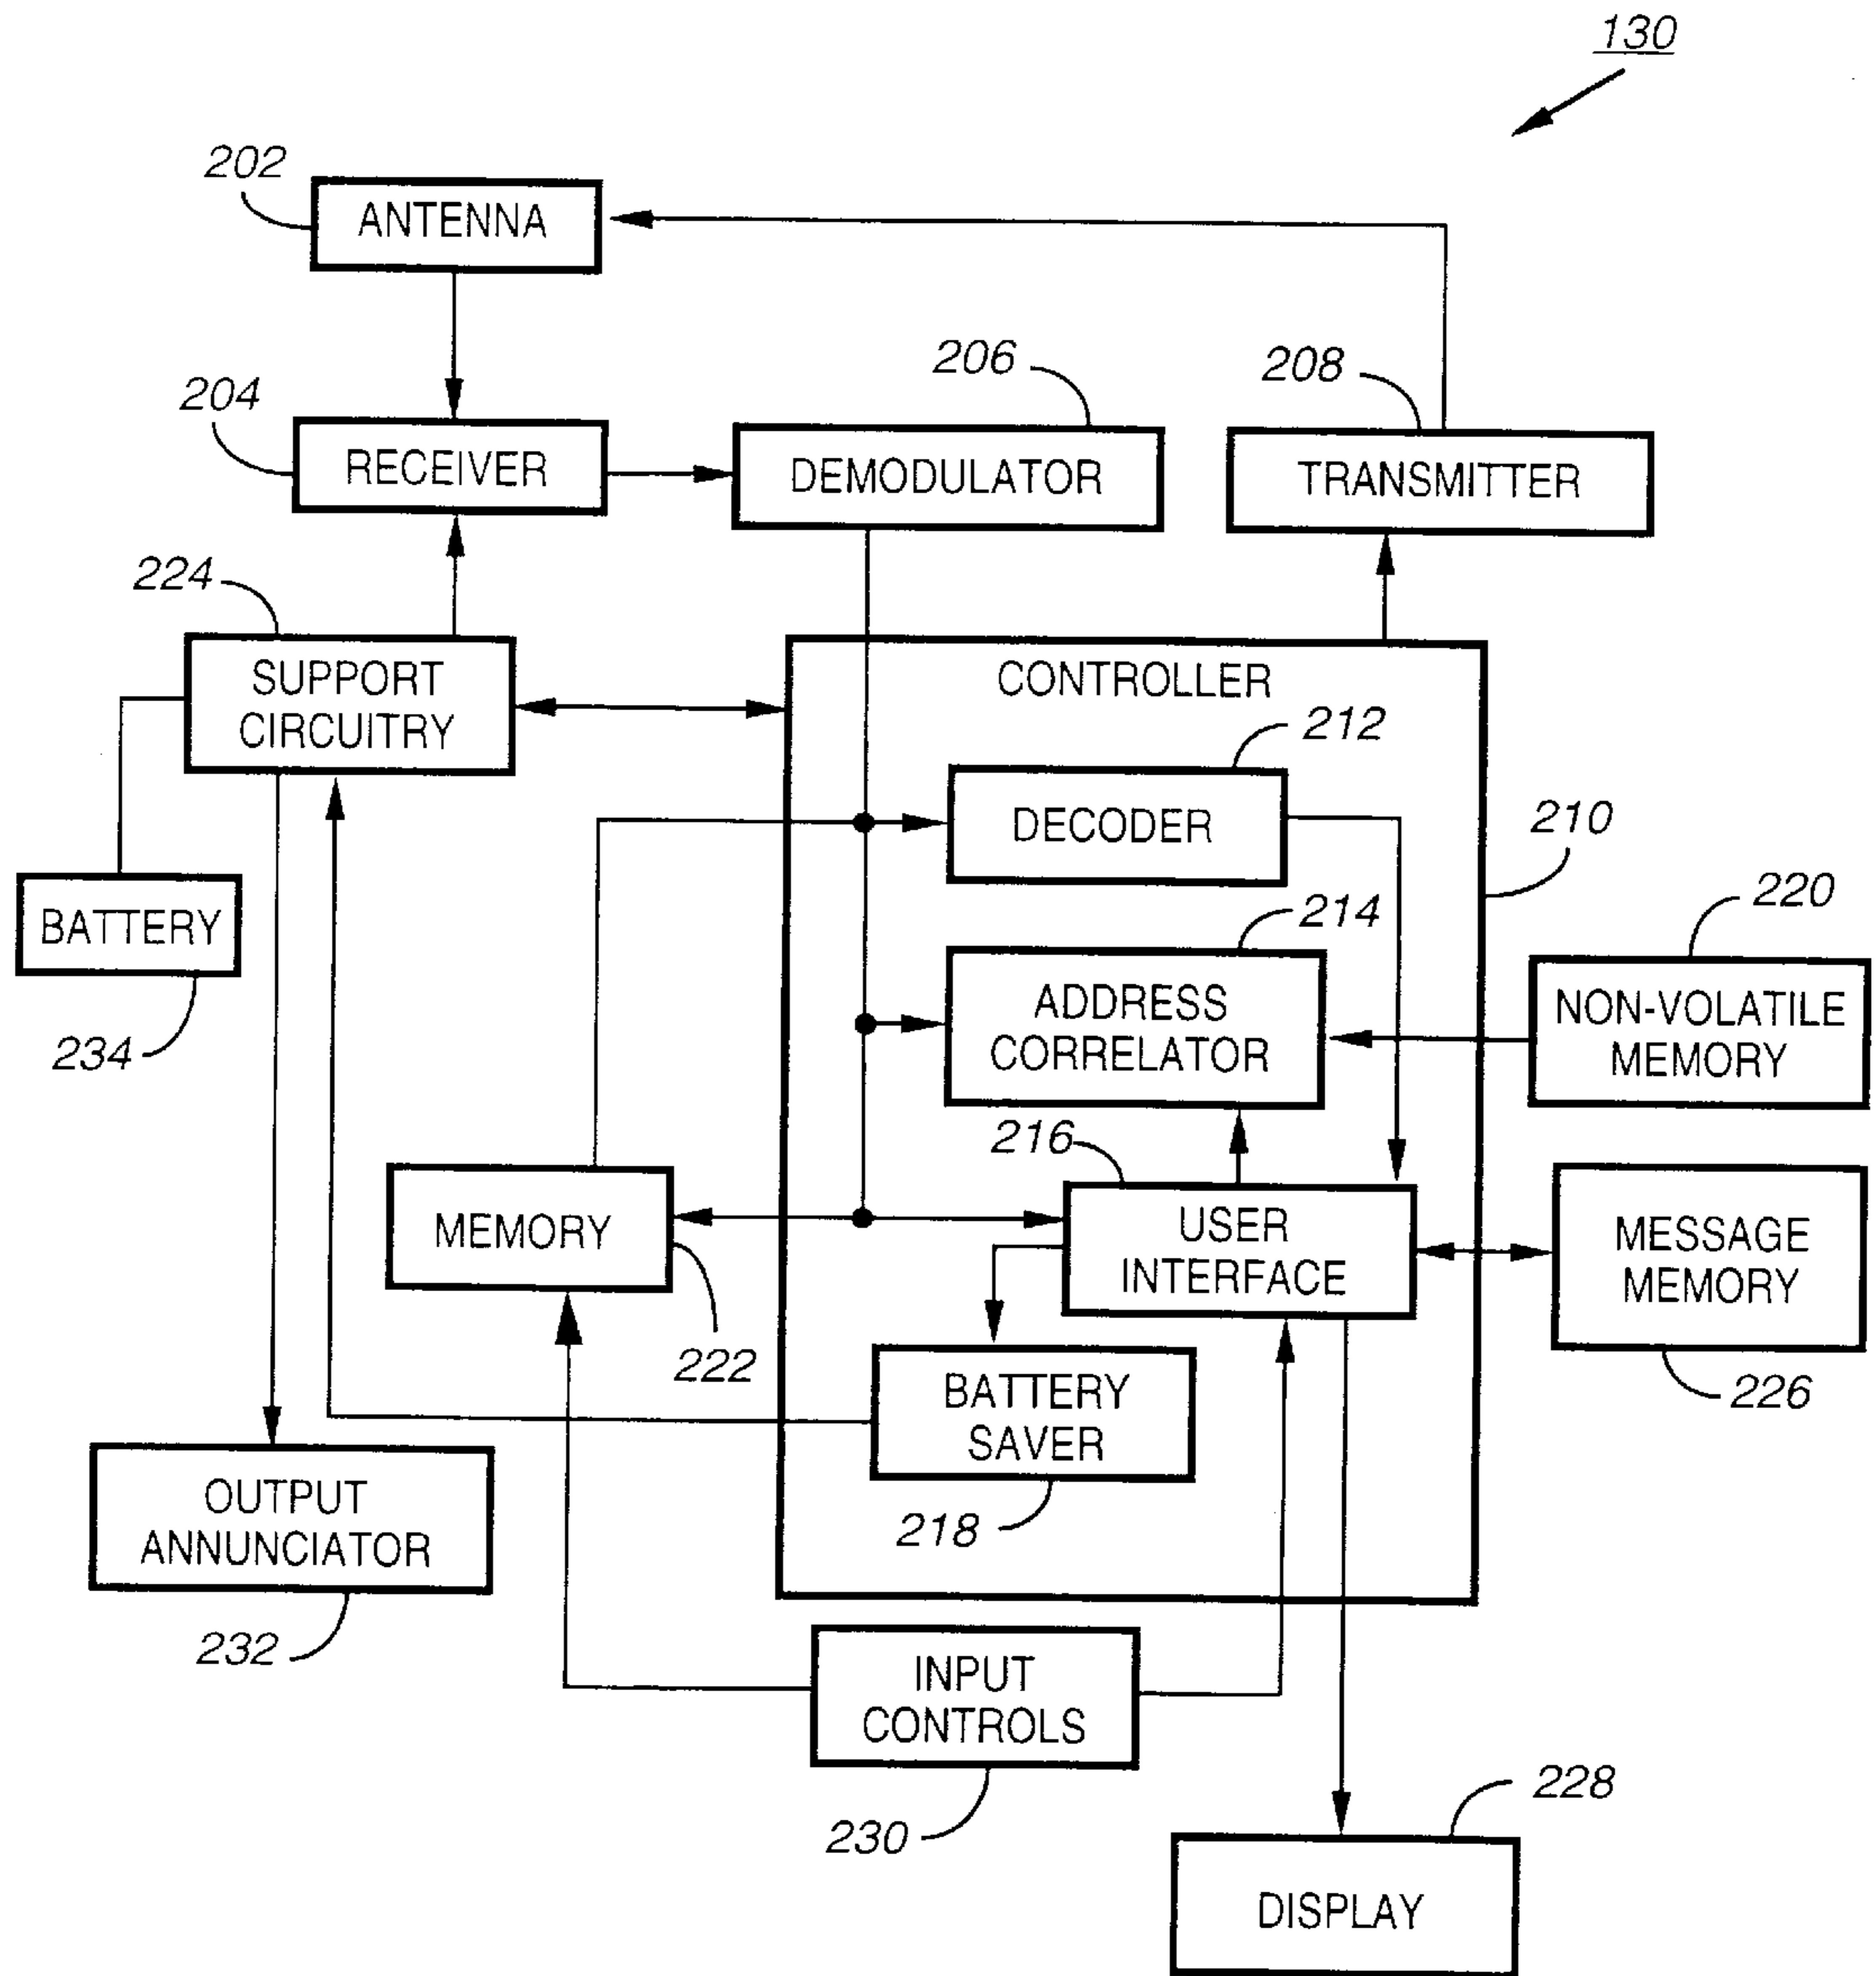 130
202
ANTENNA
206
208
204
RECEIVER
DEMODULATOR
TRANSMITTER
224
SUPPORT
CIRCUITRY
CONTROLLER
212
DECODER
210
BATTERY
234
214
220
ADDRESS
CORRELATOR
NON-VOLATILE
MEMORY
216
MEMORY
222
USER
INTERFACE
MESSAGE
MEMORY
226
BATTERY
SAVER
218
OUTPUT
ANNUNCIATOR
232
INPUT
CONTROLS
230
228
DISPLAY